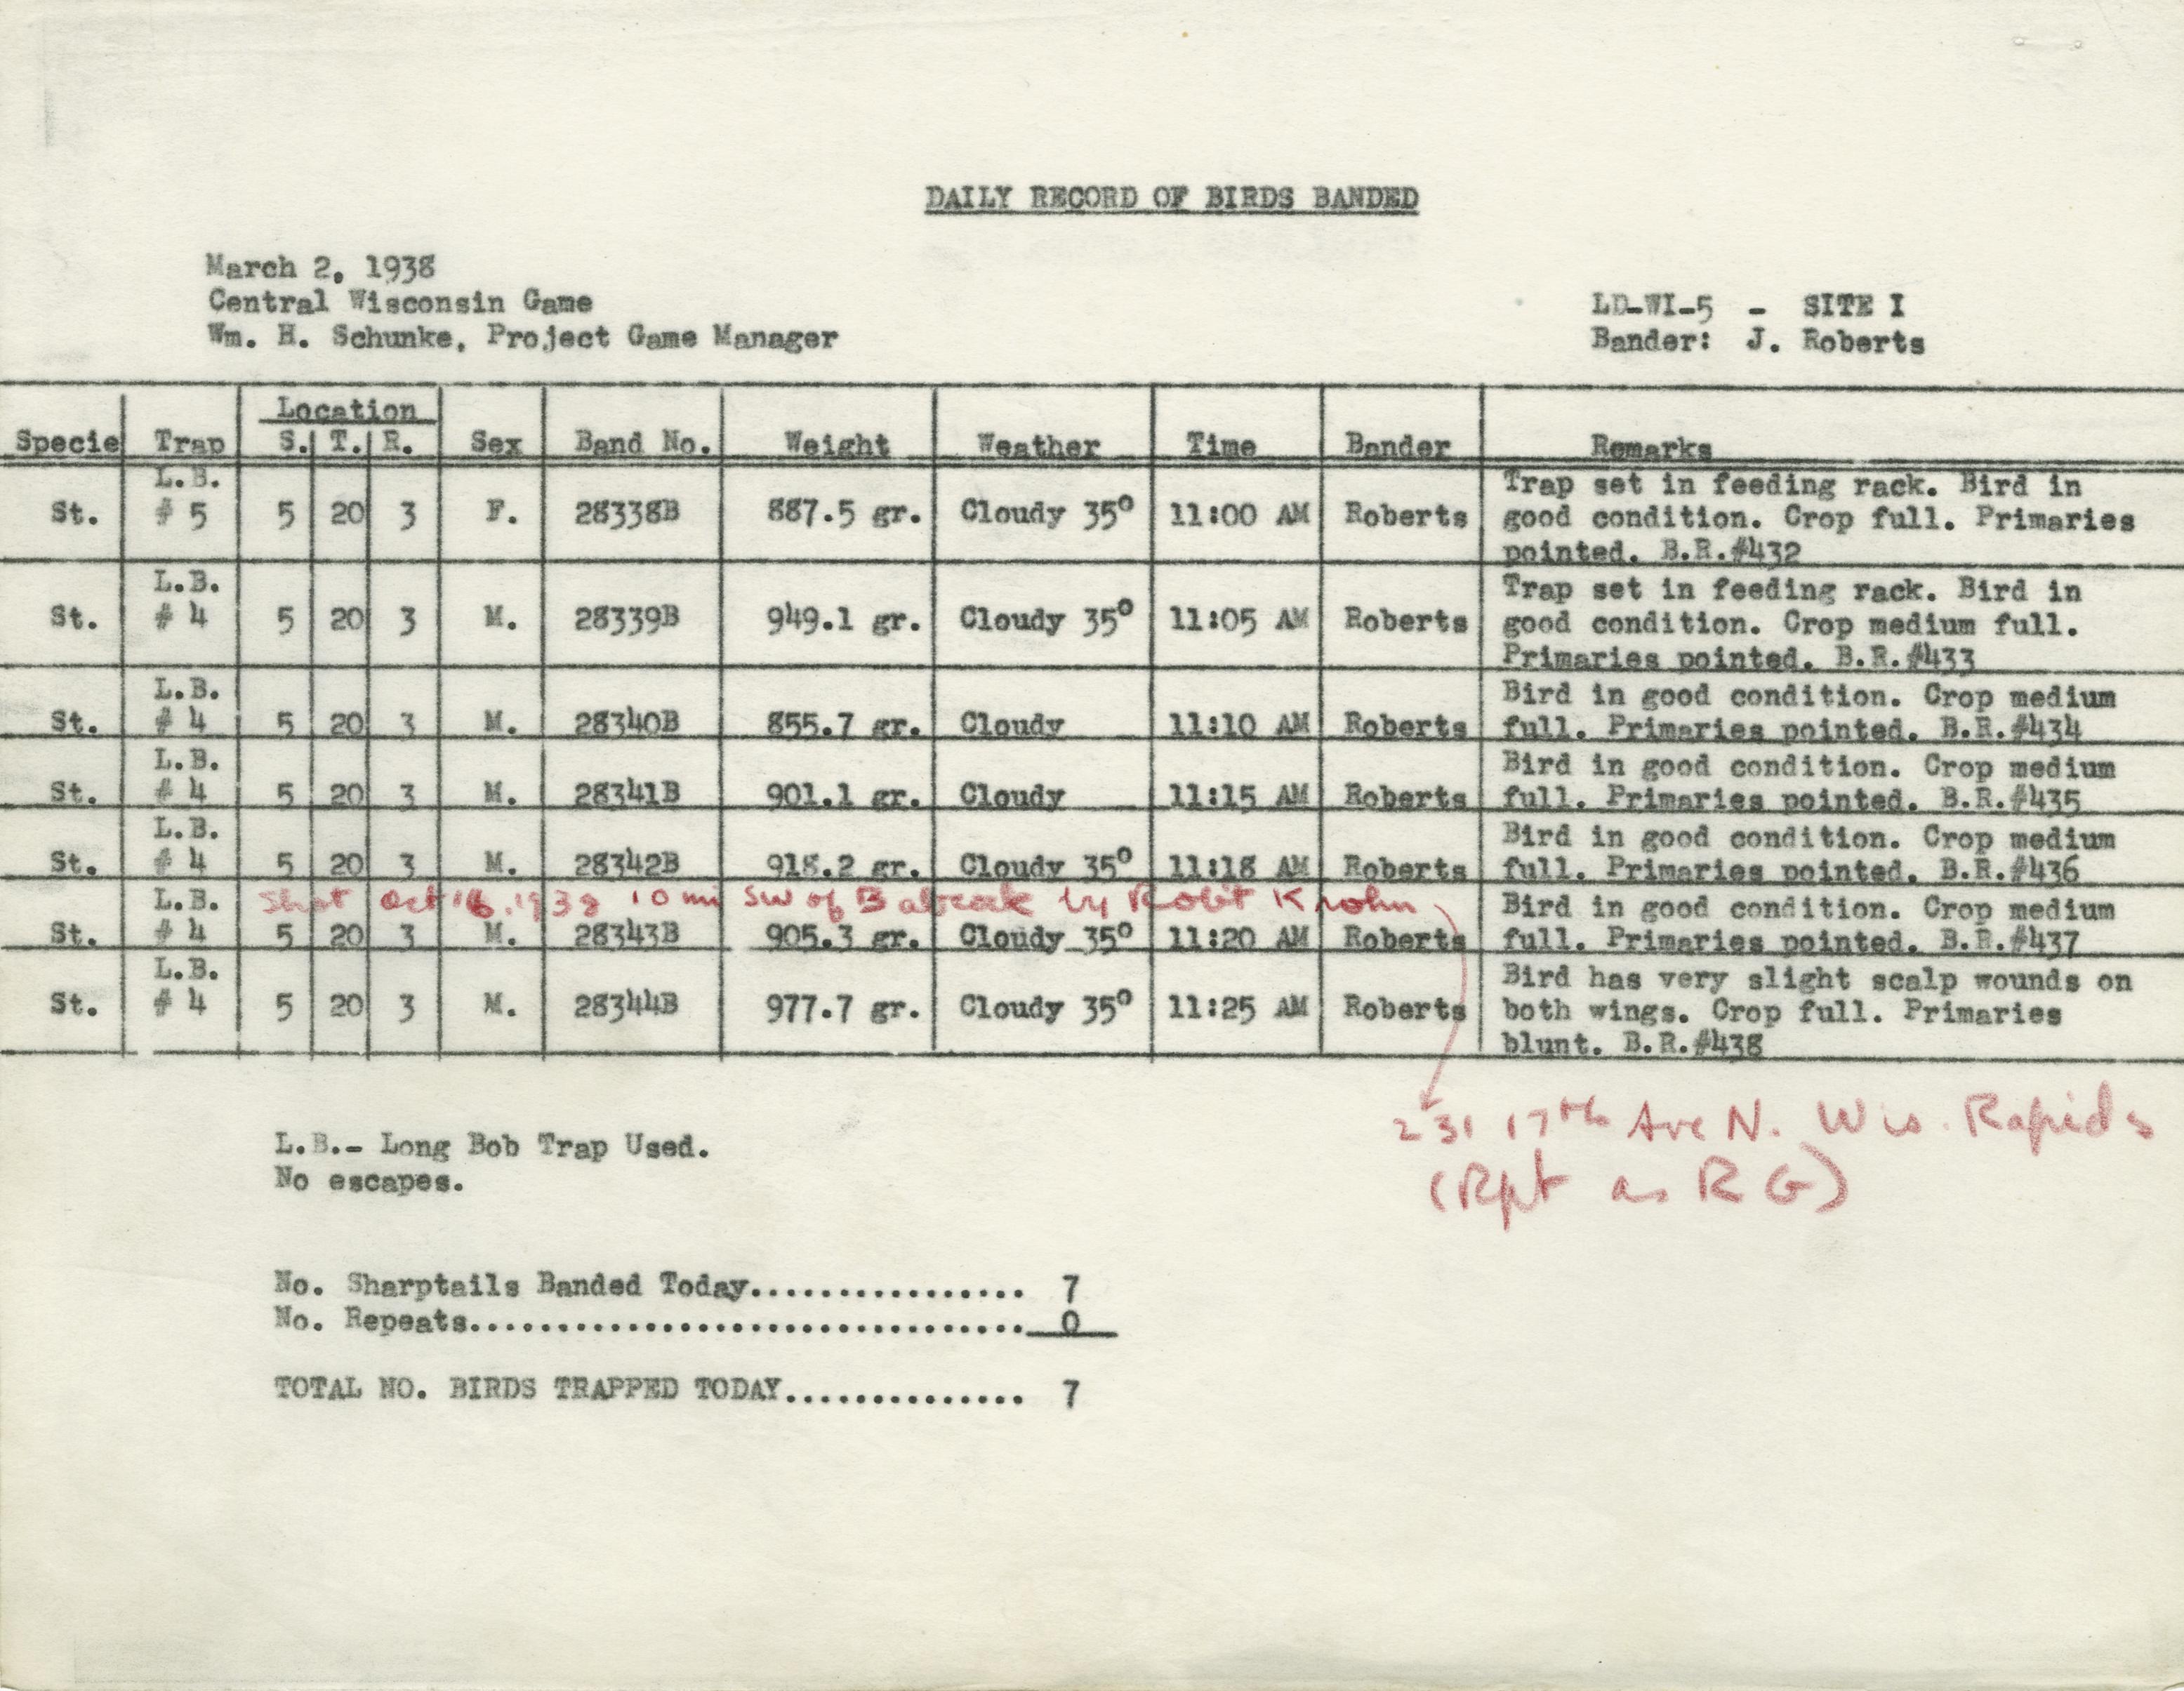 DAILY RECORD OF BIRDS BANDED
March 2, 1938
Central Wisconsin Game
Wm. H. Schunke, Project Game Manager
LD-WI-5 - SITE I
Bander: J. Roberts
Location
Specie Trap S. T. R. Sex Band No. Weight Weather Time Bander Remarks
L.B. Trap set in feeding rack. Bird in
St. # 5 5 20 3 F. 28338B 887.5 gr. Cloudy 35° 11:00 AM Roberts good condition. Crop full. Primaries
pointed. B.R.#432
L.B. Trap set in feeding rack. Bird in
St. # 4 5 20 3 M. 28339B 949.1 gr. Cloudy 35° 11:05 AM Roberts good condition. Crop medium full.
Primaries pointed. B.R.#433
L.B. Bird in good condition. Crop medium
St. # 4 5 20 3 M. 28340B 855.7 gr. Cloudy 11:10 AM Roberts full. Primaries pointed. B.R.#434
L.B. Bird in good condition. Crop medium
St. # 4 5 20 3 M. 28341B 901.1 gr. Cloudy 11:15 AM Roberts full. Primaries pointed. B.R.#435
L.B. Bird in good condition. Crop medium
St. # 4 5 20 3 M. 28342B 918.2 gr. Cloudy 35° 11:18 AM Roberts full. Primaries pointed. B.R.#436
Shot Oct 16, 1938 10 mi SW of Babcock by Robt Krohn
L.B. Bird in good condition. Crop medium
St. # 4 5 20 3 M. 28343B 905.3 gr. Cloudy 35° 11:20 AM Roberts full. Primaries pointed. B.R.#437
L.B. Bird has very slight scalp wounds on
St. # 4 5 20 3 M. 28344B 977.7 gr. Cloudy 35° 11:25 AM Roberts both wings. Crop full. Primaries
blunt. B.R.#438
231 17th Ave N. Wis. Rapids
(Rpt as RG)
L.B.- Long Bob Trap Used.
No escapes.
No. Sharptails Banded Today................ 7
No. Repeats................................ 0
TOTAL NO. BIRDS TRAPPED TODAY.............. 7